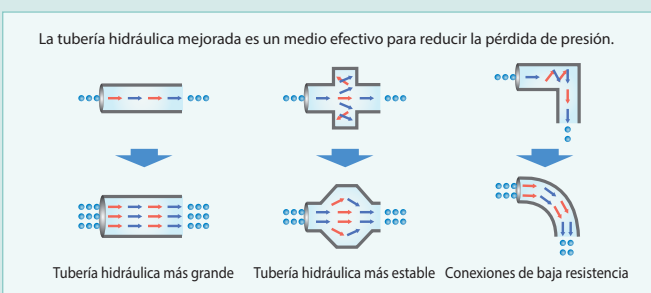 La tubería hidráulica mejorada es un medio efectivo para reducir la pérdida de presión.
Tubería hidráulica más grande
Tubería hidráulica más estable
Conexiones de baja resistencia